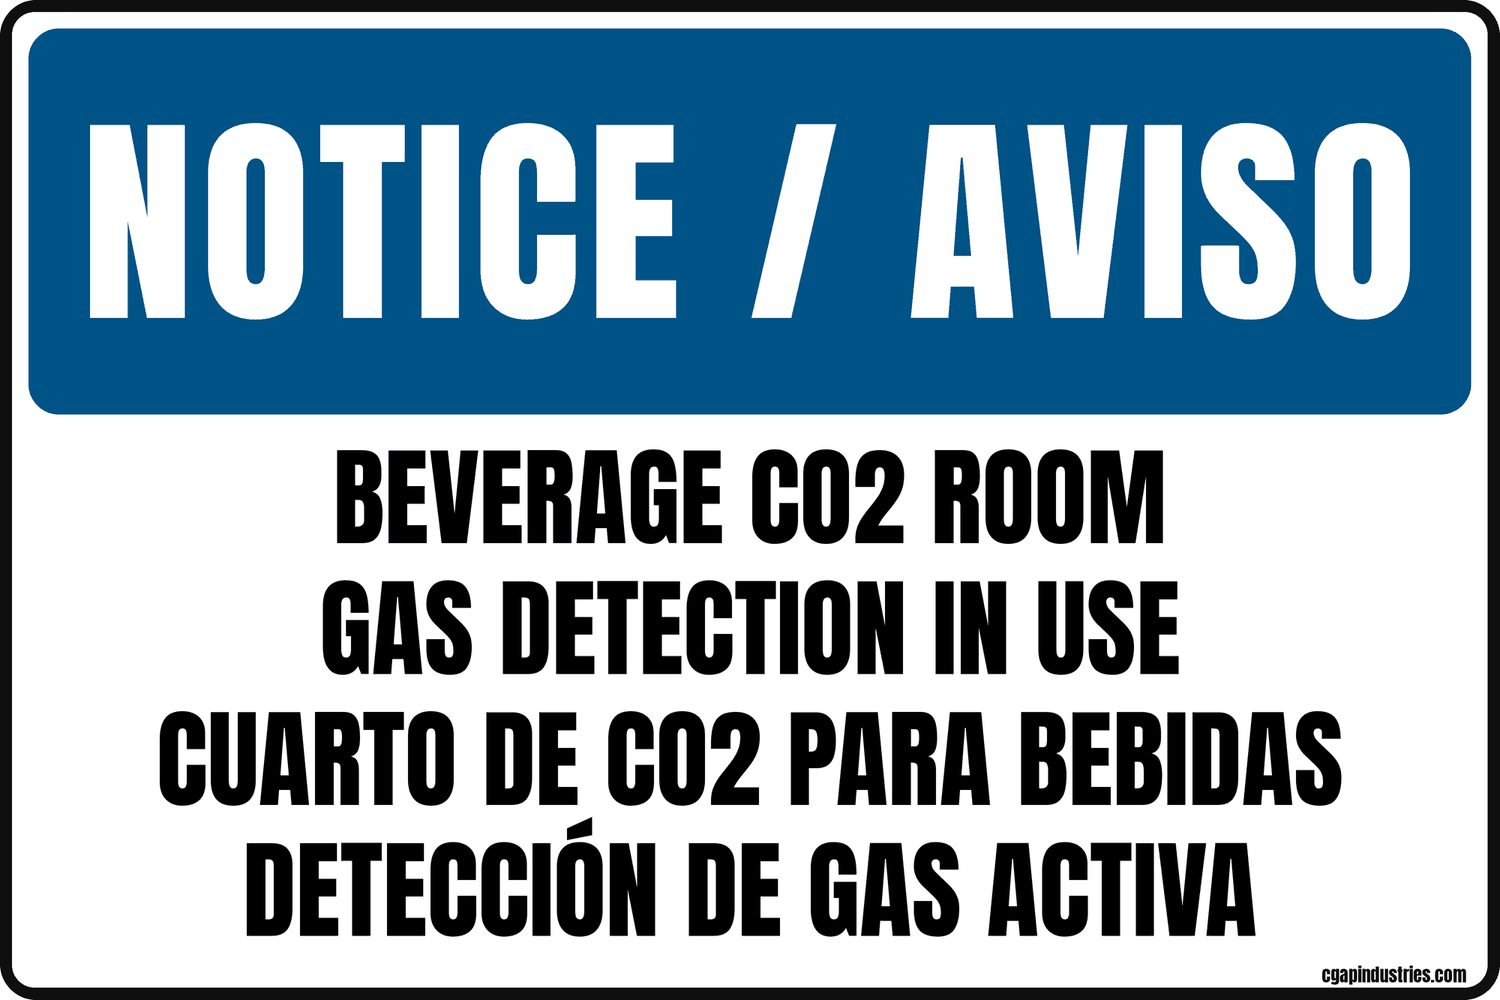 NOTICE / AVISO
BEVERAGE CO2 ROOM
GAS DETECTION IN USE
CUARTO DE CO2 PARA BEBIDAS
DETECCIÓN DE GAS ACTIVA
cgapindustries.com